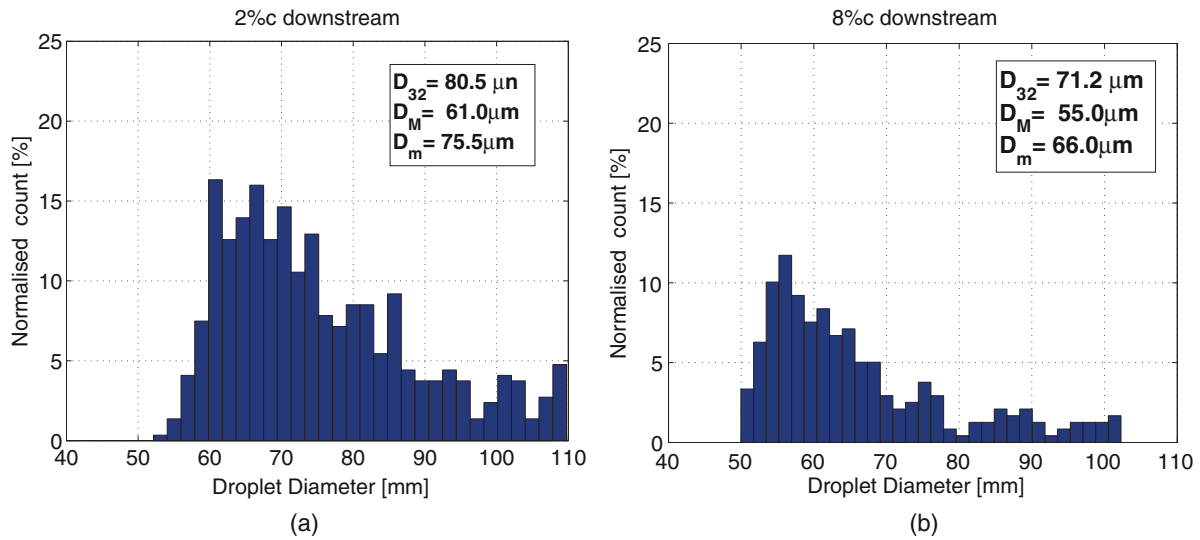 2%c downstream
25
20
15
10
5
0
Normalised count [%]
D32= 80.5 μn
DM= 61.0μm
Dm= 75.5μm
40 50 60 70 80 90 100 110
Droplet Diameter [mm]
(a)
8%c downstream
25
20
15
10
5
0
Normalised count [%]
D32= 71.2 μm
DM= 55.0μm
Dm= 66.0μm
40 50 60 70 80 90 100 110
Droplet Diameter [mm]
(b)